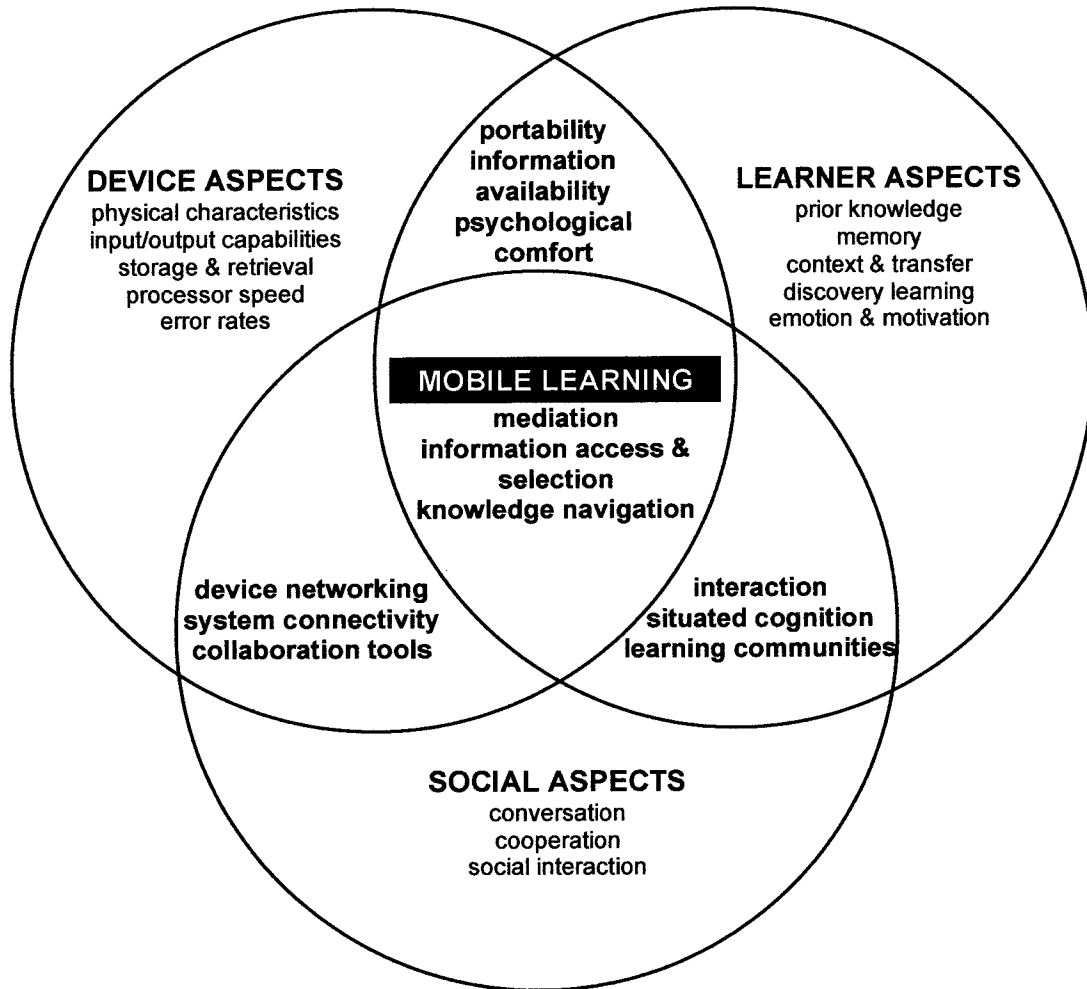 portability
information
availability
psychological
comfort
DEVICE ASPECTS
physical characteristics
input/output capabilities
storage & retrieval
processor speed
error rates
LEARNER ASPECTS
prior knowledge
memory
context & transfer
discovery learning
emotion & motivation
MOBILE LEARNING
mediation
information access &
selection
knowledge navigation
device networking
system connectivity
collaboration tools
interaction
situated cognition
learning communities
SOCIAL ASPECTS
conversation
cooperation
social interaction